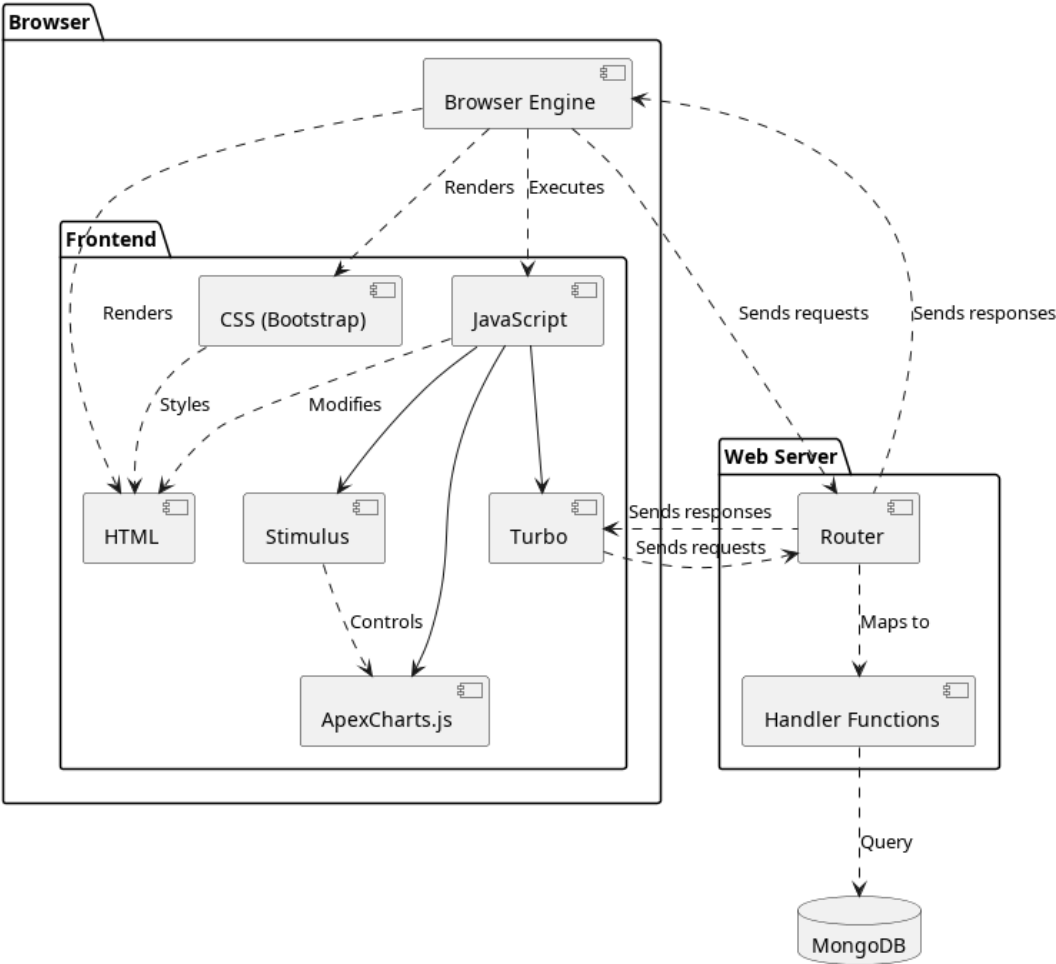 Browser
Browser Engine
Renders
Executes
Frontend
CSS (Bootstrap)
JavaScript
Renders
Sends requests
Sends responses
Styles
Modifies
Web Server
HTML
Stimulus
Turbo
Sends responses
Sends requests
Router
Controls
Maps to
ApexCharts.js
Handler Functions
Query
MongoDB